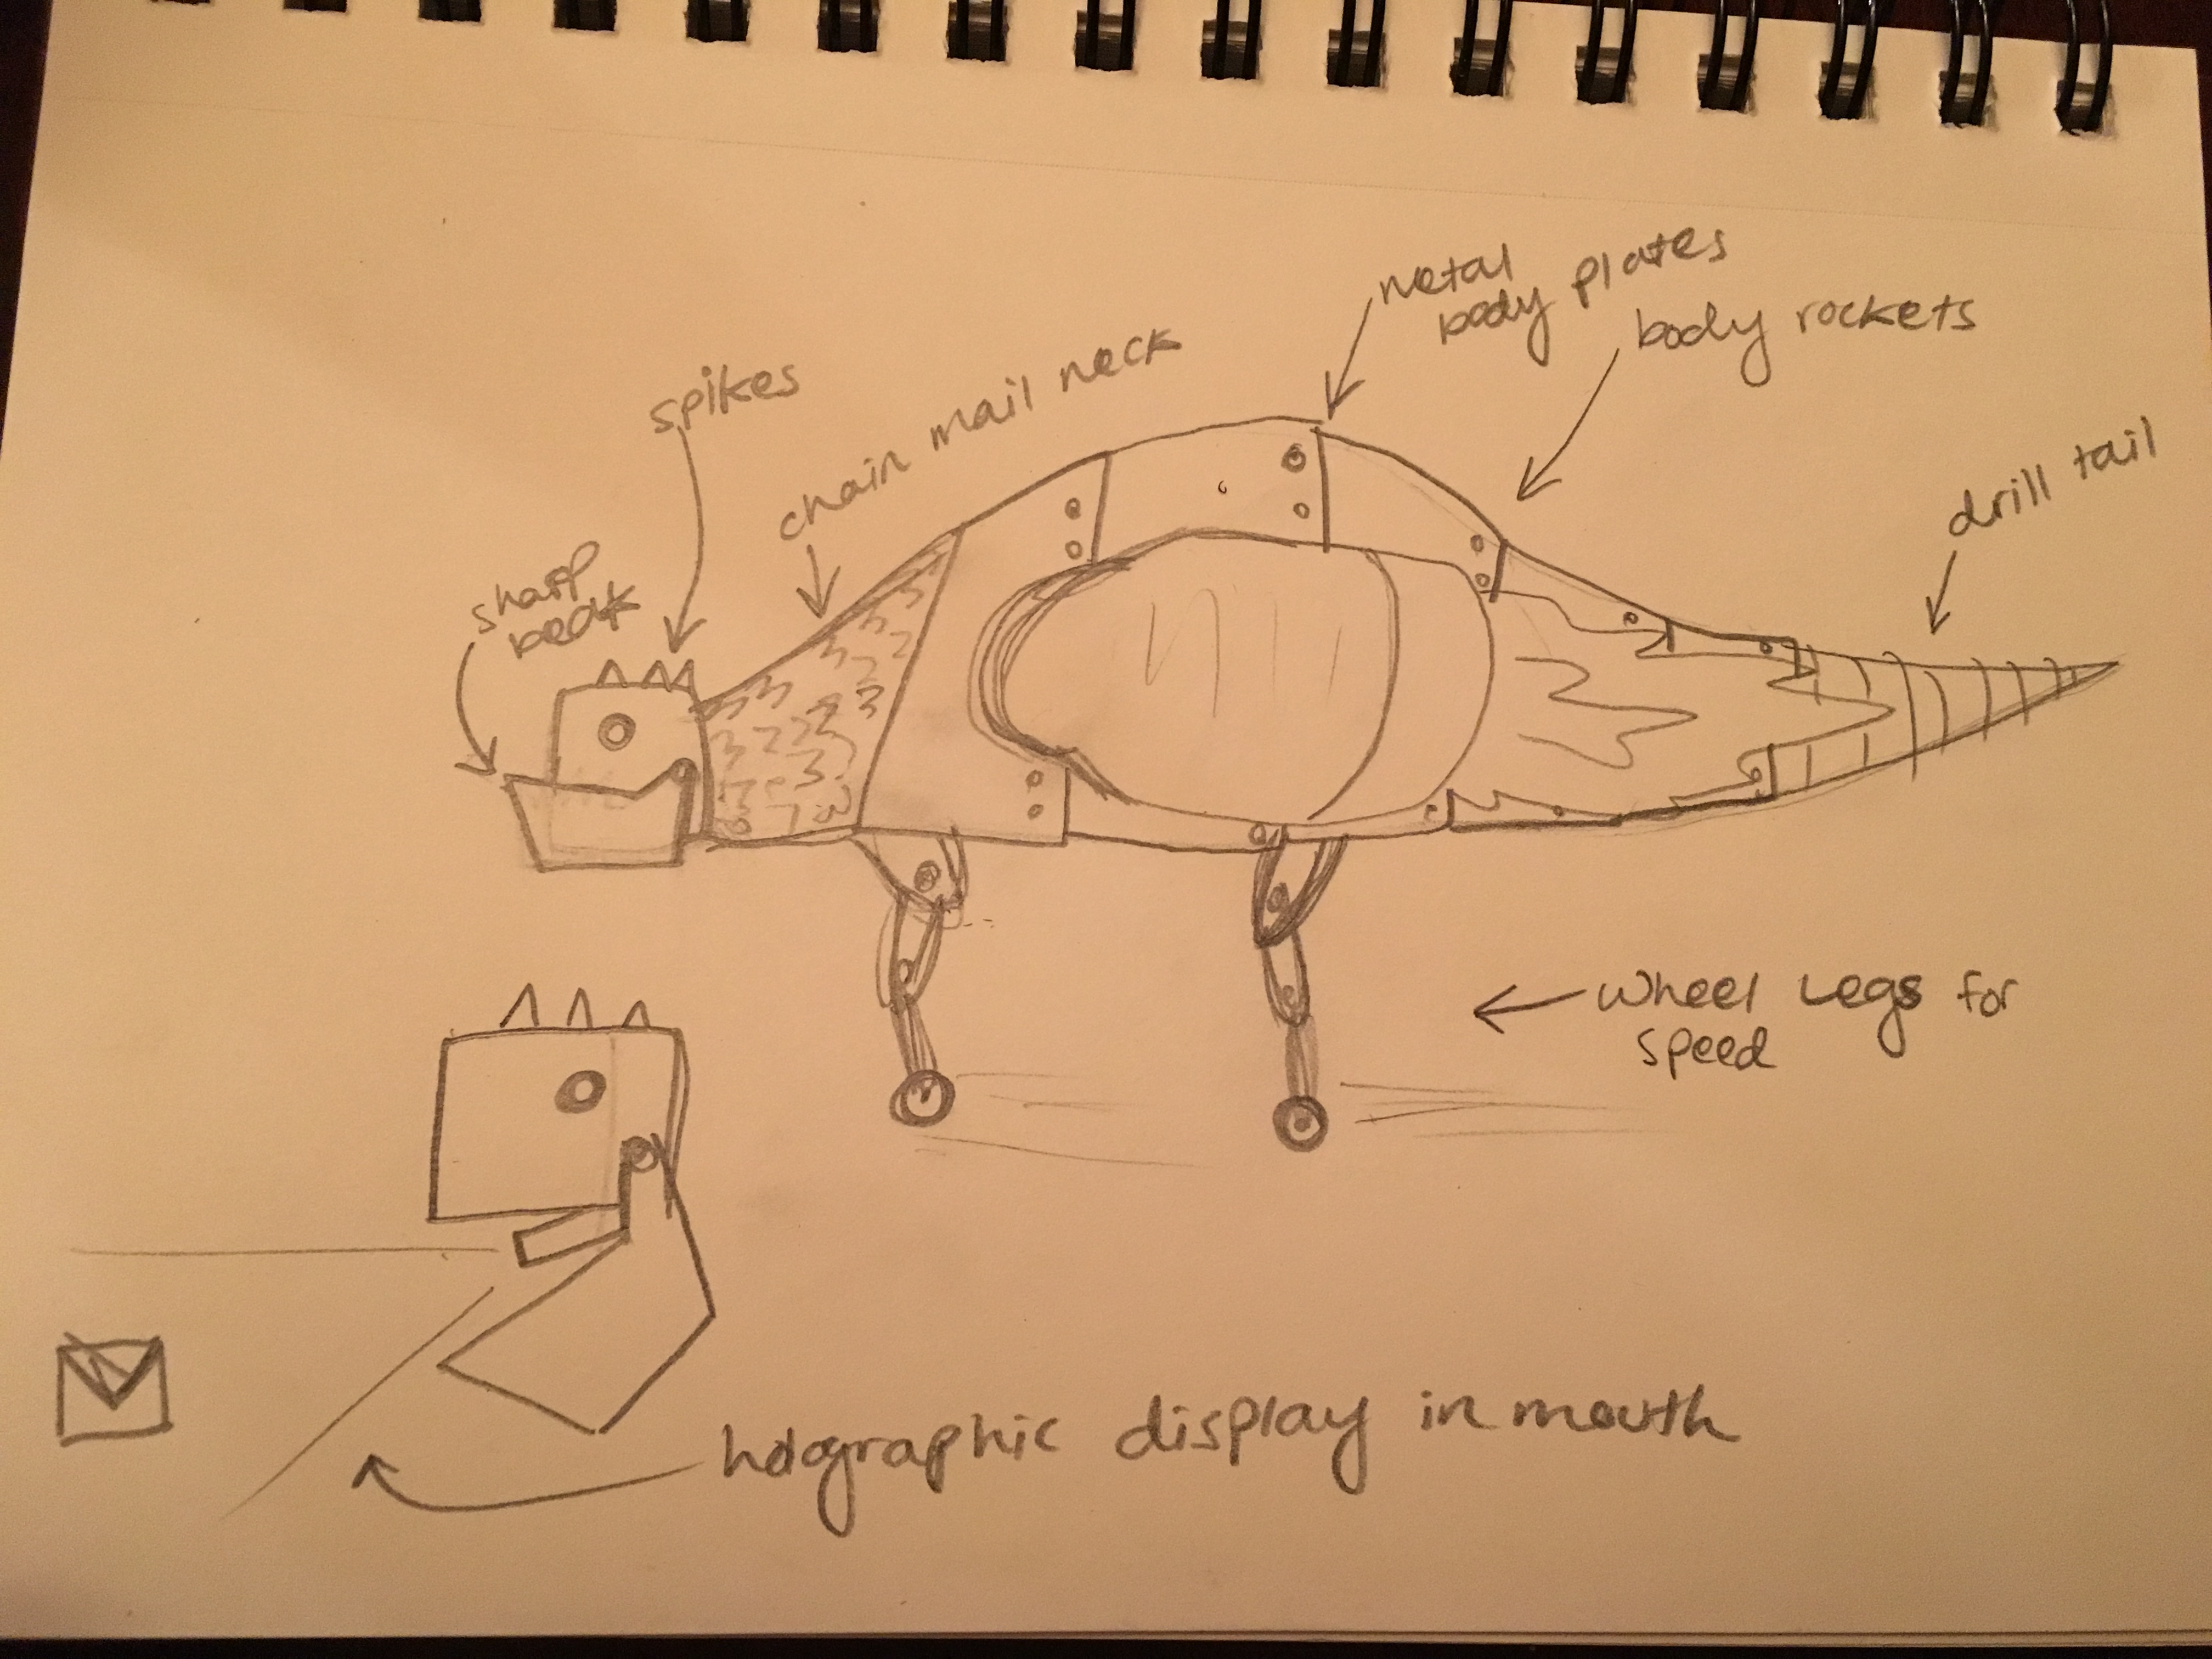 metal
body plates
body rockets
spikes
chain mail neck
drill tail
sharp
beak
wheel Legs for
speed
holographic display in mouth